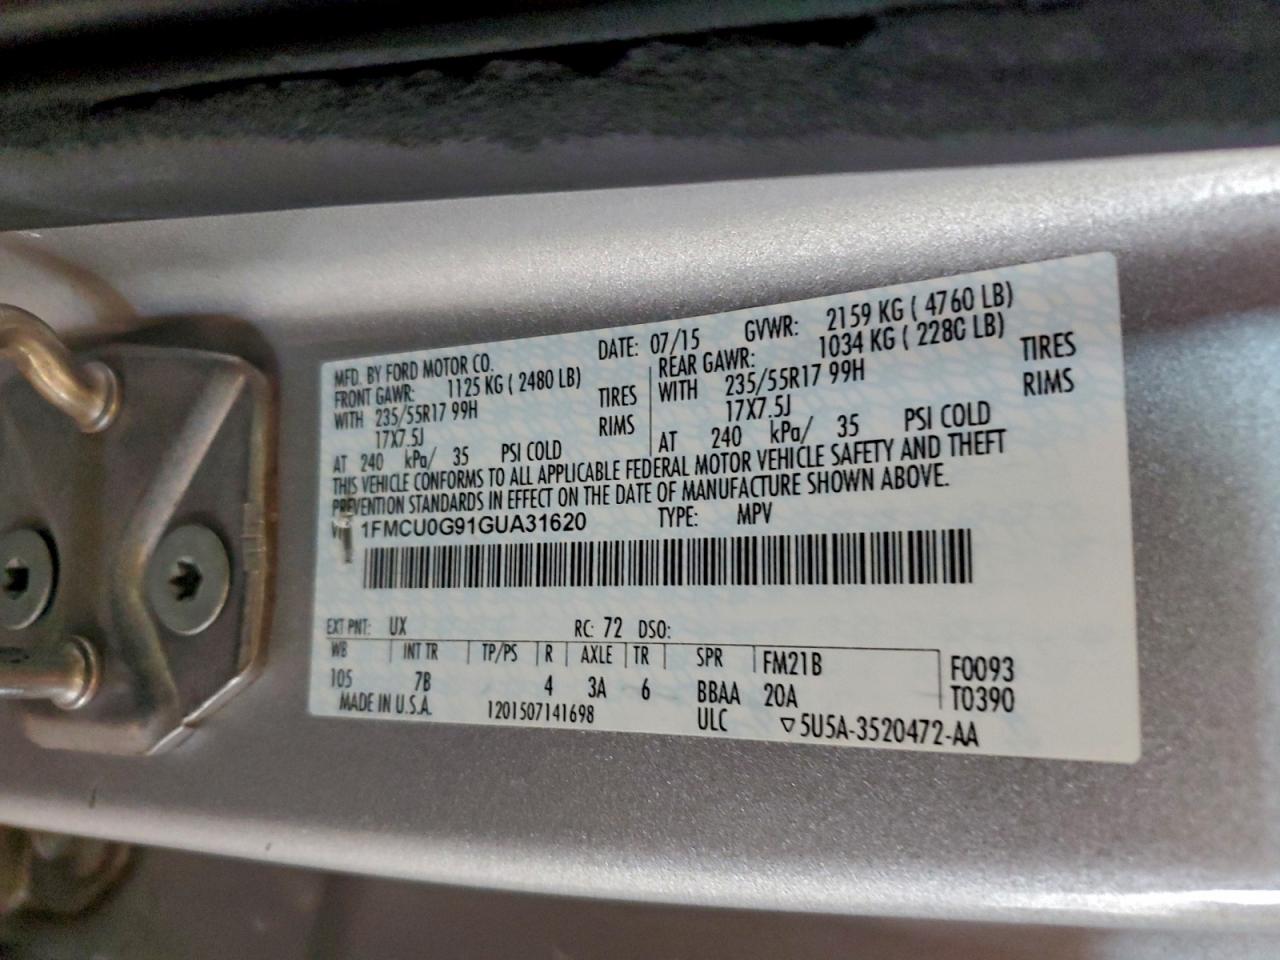 MFD. BY FORD MOTOR CO.
DATE: 07/15 GVWR: 2159 KG ( 4760 LB)
FRONT GAWR: 1125 KG ( 2480 LB)
WITH 235/55R17 99H TIRES
17X7.5J RIMS
AT 240 kPa/ 35 PSI COLD
REAR GAWR: 1034 KG ( 2280 LB)
WITH 235/55R17 99H TIRES
17X7.5J RIMS
AT 240 kPa/ 35 PSI COLD
THIS VEHICLE CONFORMS TO ALL APPLICABLE FEDERAL MOTOR VEHICLE SAFETY AND THEFT
PREVENTION STANDARDS IN EFFECT ON THE DATE OF MANUFACTURE SHOWN ABOVE.
1FMCU0G91GUA31620 TYPE: MPV
EXT PNT: UX RC: 72 DSO:
WB INT TR TP/PS R AXLE TR SPR FM21B F0093
105 7B 4 3A 6 BBAA 20A T0390
MADE IN U.S.A. 1201507141698 ULC ▽5U5A-3520472-AA